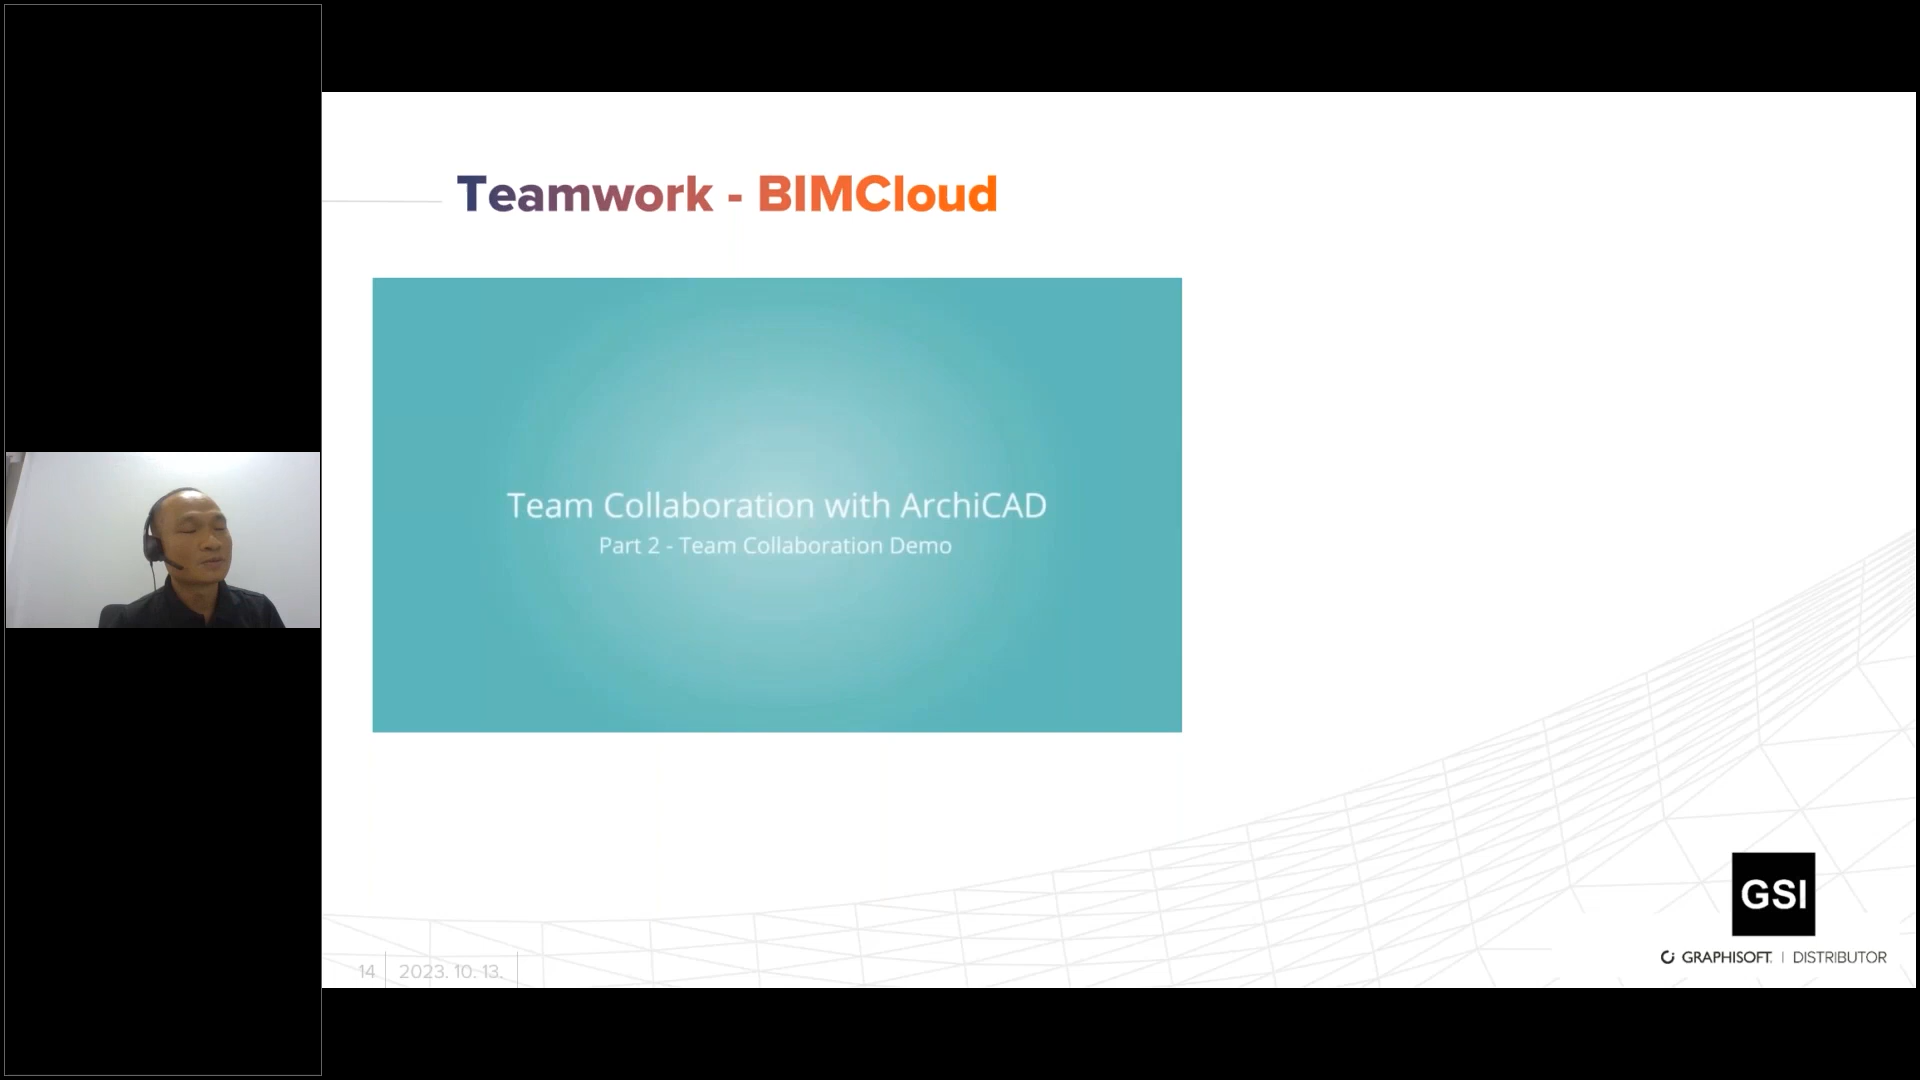 Teamwork - BIMCloud
Team Collaboration with ArchiCAD
Part 2 - Team Collaboration Demo
GSI
GRAPHISOFT. | DISTRIBUTOR
14 2023. 10. 13.